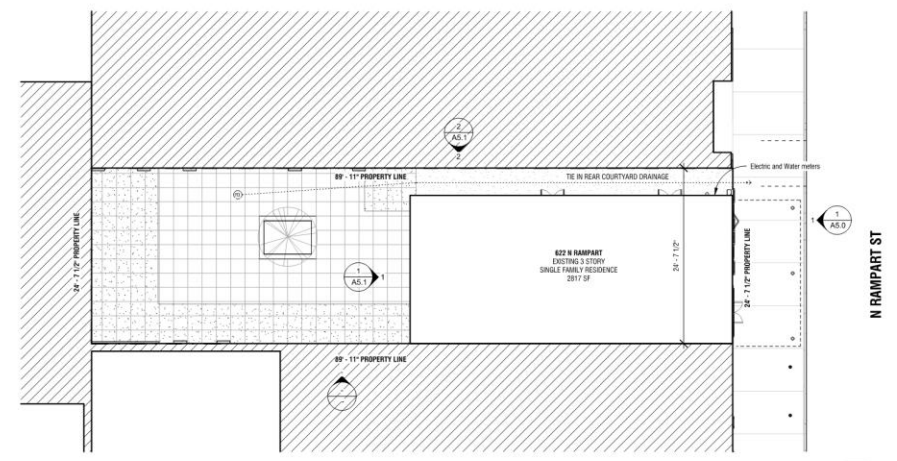 2
A5.1
2
Electric and Water meters
89' - 11" PROPERTY LINE
TIE IN REAR COURTYARD DRAINAGE
24' - 7 1/2" PROPERTY LINE
1
A5.0
1
N RAMPART ST
622 N RAMPART
EXISTING 3 STORY
SINGLE FAMILY RESIDENCE
2817 SF
24' - 7 1/2"
24' - 7 1/2" PROPERTY LINE
1
A5.1
1
89' - 11" PROPERTY LINE